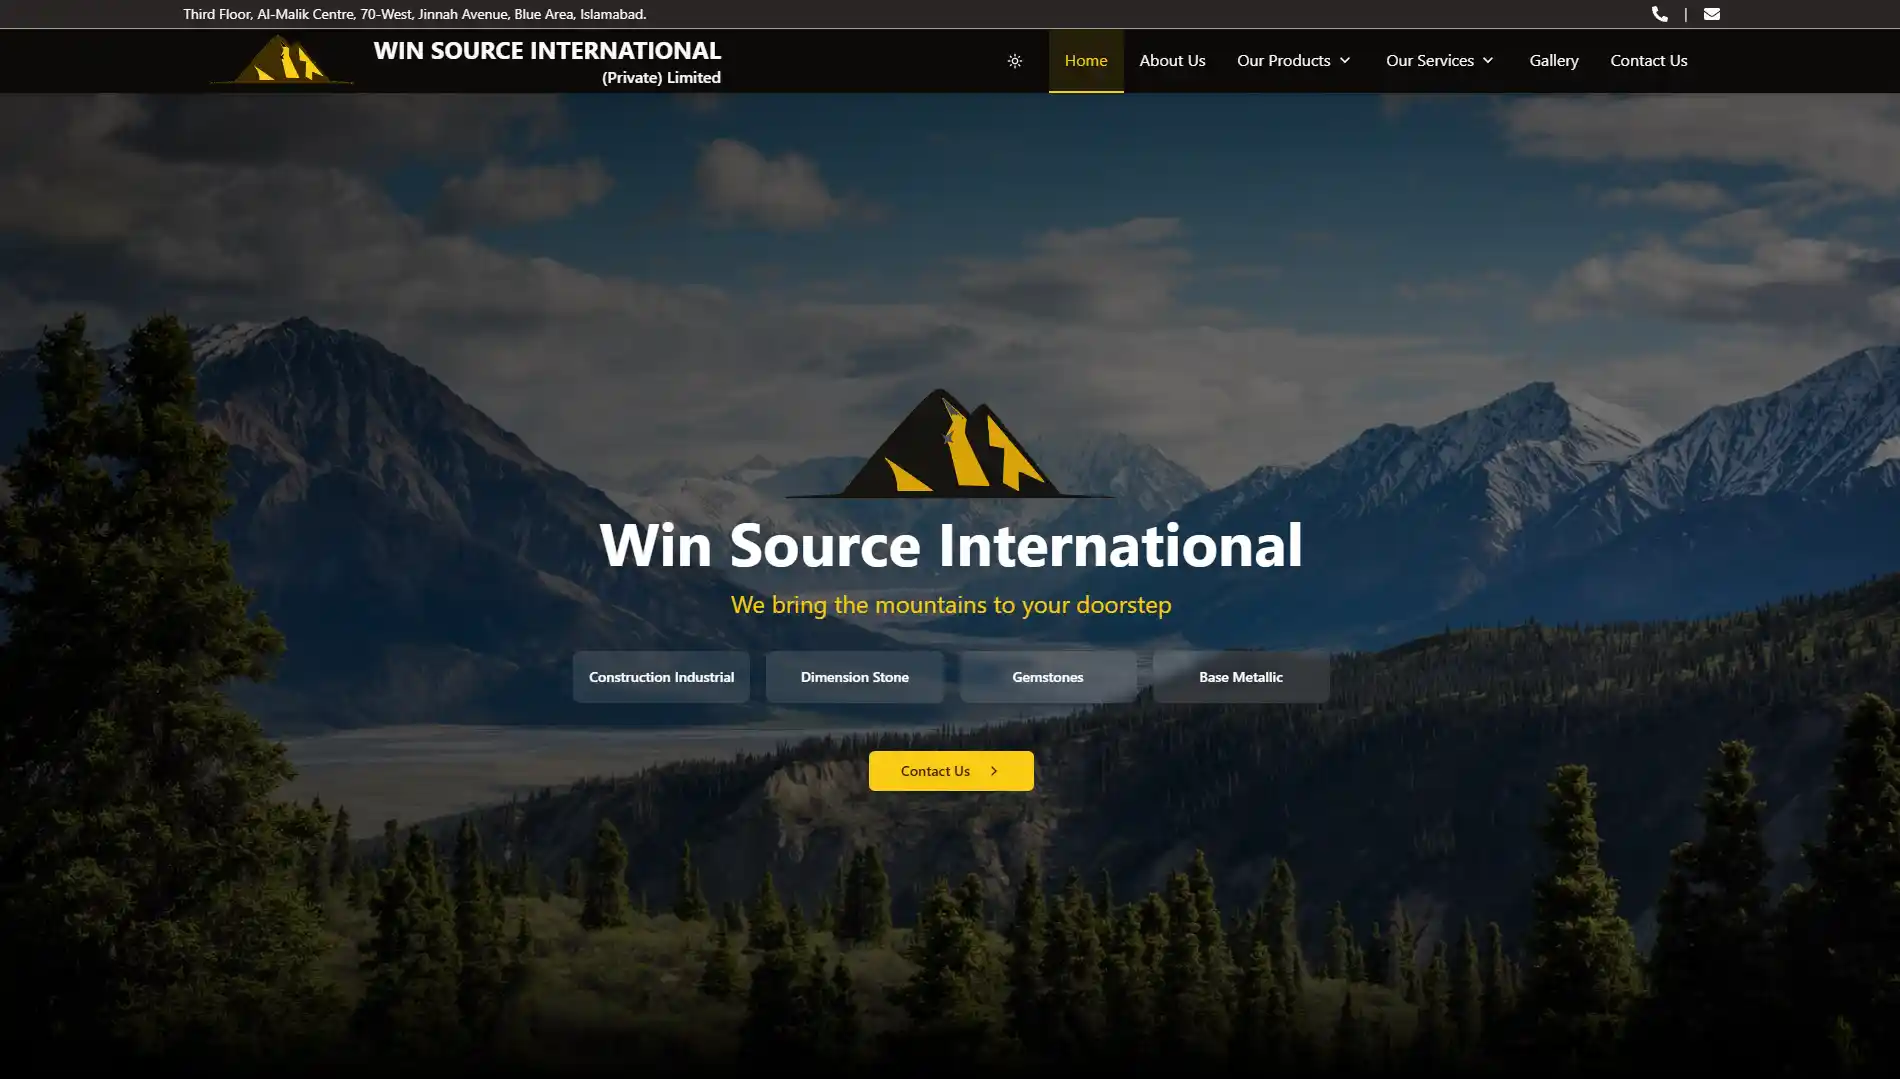 Third Floor, Al-Malik Centre, 70-West, Jinnah Avenue, Blue Area, Islamabad.
|
WIN SOURCE INTERNATIONAL
(Private) Limited
Home
About Us
Our Products
Our Services
Gallery
Contact Us
Win Source International
We bring the mountains to your doorstep
Construction Industrial
Dimension Stone
Gemstones
Base Metallic
Contact Us